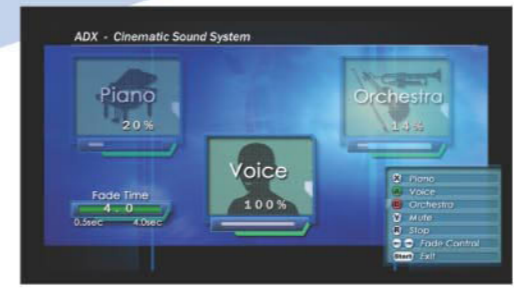 ADX - Cinematic Sound System
Piano
20%
Orchestra
14%
Voice
100%
Fade Time
4.0
0.5sec 4.0sec
X Piano
A Voice
B Orchestra
Y Mute
R Stop
Fade Control
Start Exit